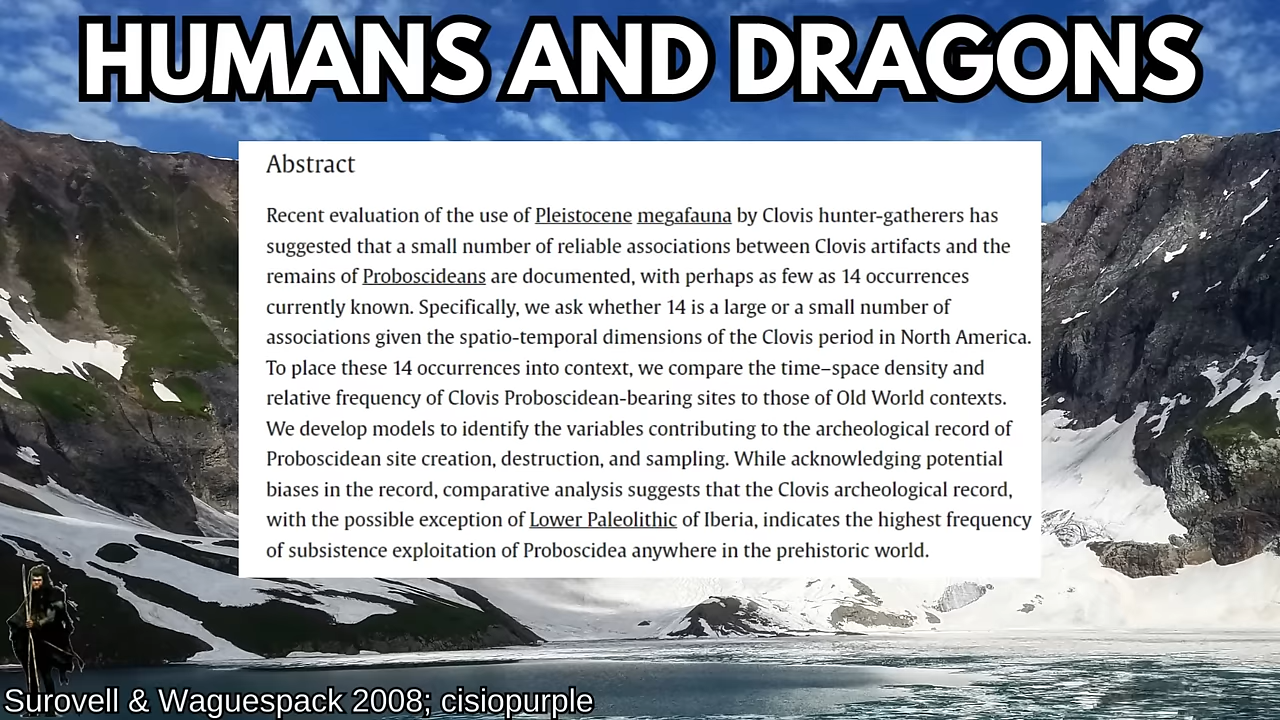 HUMANS AND DRAGONS
Abstract
Recent evaluation of the use of Pleistocene megafauna by Clovis hunter-gatherers has
suggested that a small number of reliable associations between Clovis artifacts and the
remains of Proboscideans are documented, with perhaps as few as 14 occurrences
currently known. Specifically, we ask whether 14 is a large or a small number of
associations given the spatio-temporal dimensions of the Clovis period in North America.
To place these 14 occurrences into context, we compare the time–space density and
relative frequency of Clovis Proboscidean-bearing sites to those of Old World contexts.
We develop models to identify the variables contributing to the archeological record of
Proboscidean site creation, destruction, and sampling. While acknowledging potential
biases in the record, comparative analysis suggests that the Clovis archeological record,
with the possible exception of Lower Paleolithic of Iberia, indicates the highest frequency
of subsistence exploitation of Proboscidea anywhere in the prehistoric world.
Surovell & Waguespack 2008; cisiopurple